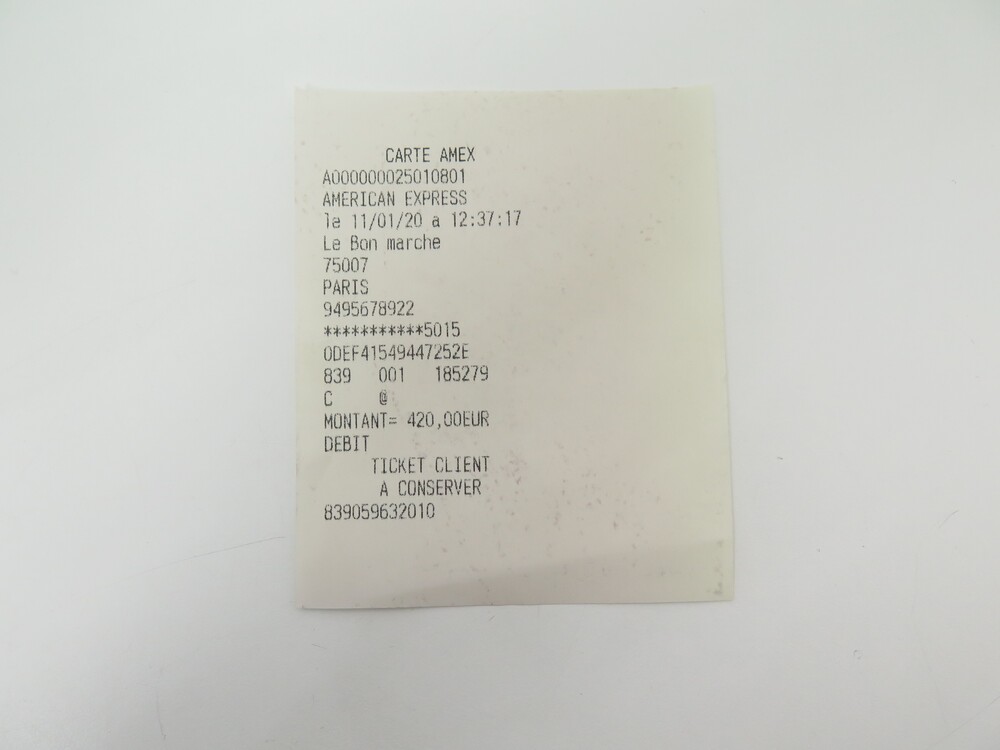 CARTE AMEX
A000000025010801
AMERICAN EXPRESS
le 11/01/20 a 12:37:17
Le Bon marche
75007
PARIS
9495678922
***********5015
0DEF41549447252E
839 001 185279
C @
MONTANT= 420,00EUR
DEBIT
TICKET CLIENT
A CONSERVER
839059632010